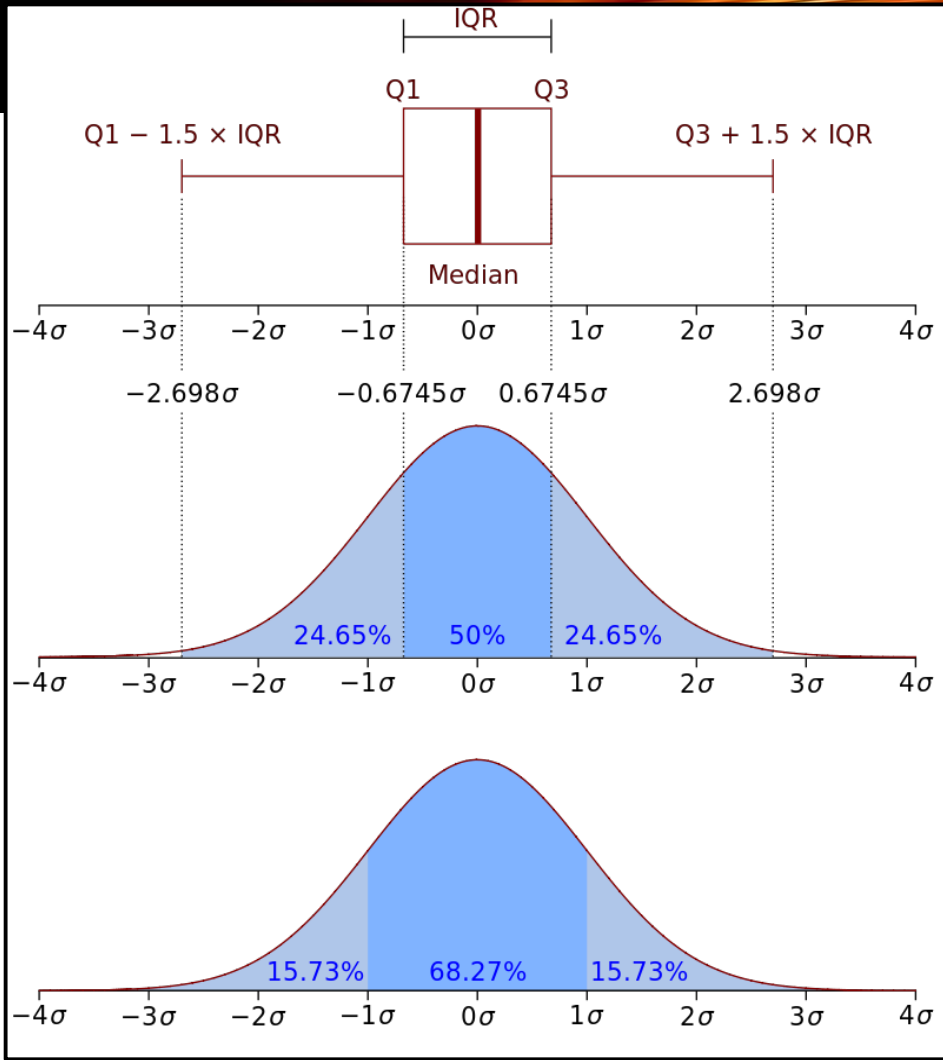 IQR
Q1 Q3
Q1 − 1.5 × IQR Q3 + 1.5 × IQR
Median
−4σ −3σ −2σ −1σ 0σ 1σ 2σ 3σ 4σ
−2.698σ −0.6745σ 0.6745σ 2.698σ
24.65% 50% 24.65%
−4σ −3σ −2σ −1σ 0σ 1σ 2σ 3σ 4σ
15.73% 68.27% 15.73%
−4σ −3σ −2σ −1σ 0σ 1σ 2σ 3σ 4σ